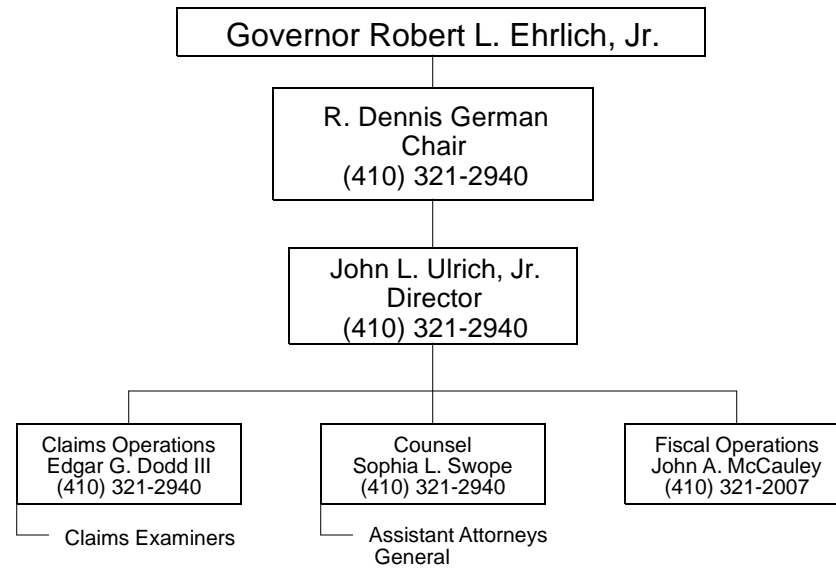 Governor Robert L. Ehrlich, Jr.
R. Dennis German
Chair
(410) 321-2940
John L. Ulrich, Jr.
Director
(410) 321-2940
Claims Operations
Edgar G. Dodd III
(410) 321-2940
Claims Examiners
Counsel
Sophia L. Swope
(410) 321-2940
Assistant Attorneys
General
Fiscal Operations
John A. McCauley
(410) 321-2007